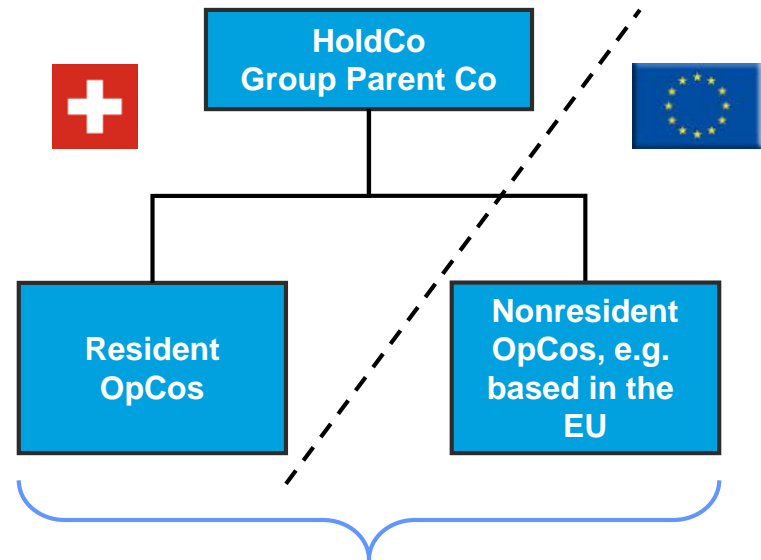 HoldCo
Group Parent Co
Resident
OpCos
Nonresident
OpCos, e.g.
based in the
EU